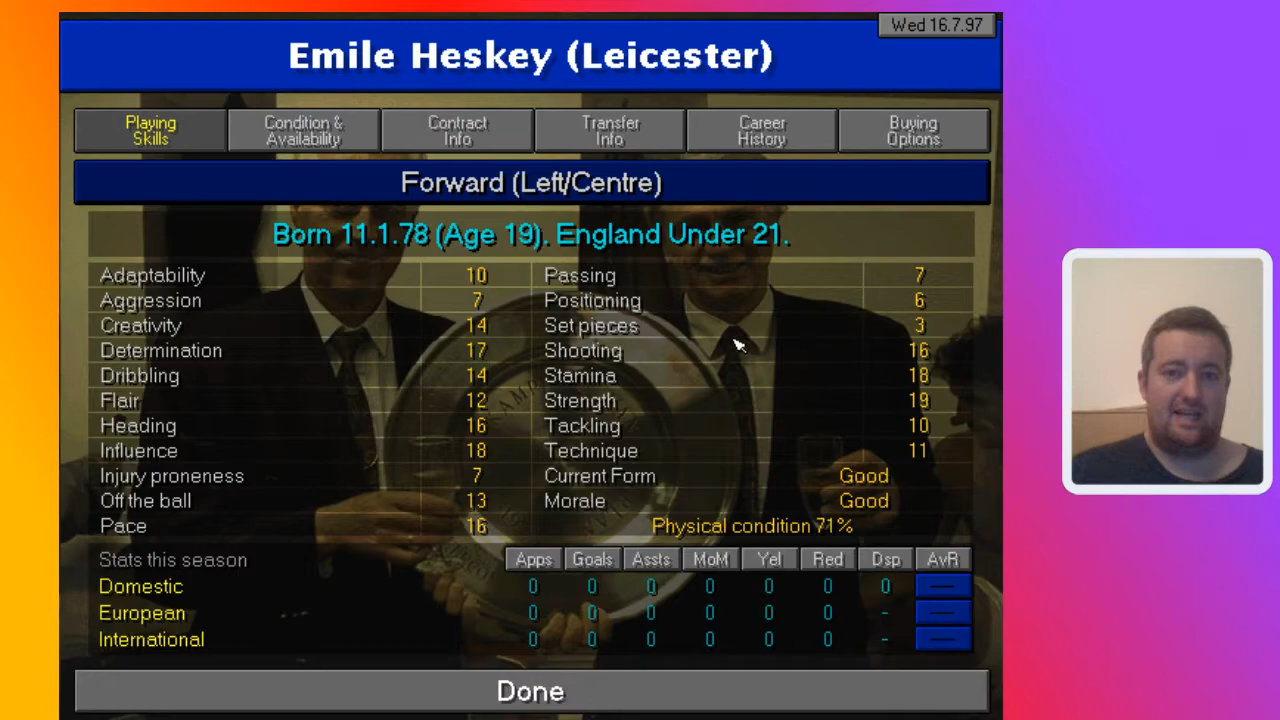 Wed 16.7.97
Emile Heskey (Leicester)
Playing Skills
Condition & Availability
Contract Info
Transfer Info
Career History
Buying Options
Forward (Left/Centre)
Born 11.1.78 (Age 19). England Under 21.
Adaptability 10 Passing 7
Aggression 7 Positioning 6
Creativity 14 Set pieces 3
Determination 17 Shooting 16
Dribbling 14 Stamina 18
Flair 12 Strength 19
Heading 16 Tackling 10
Influence 18 Technique 11
Injury proneness 7 Current Form Good
Off the ball 13 Morale Good
Pace 16 Physical condition 71%
Stats this season Apps Goals Assts MoM Yel Red Dsp AvR
Domestic 0 0 0 0 0 0 0 —
European 0 0 0 0 0 0 - —
International 0 0 0 0 0 0 - —
Done